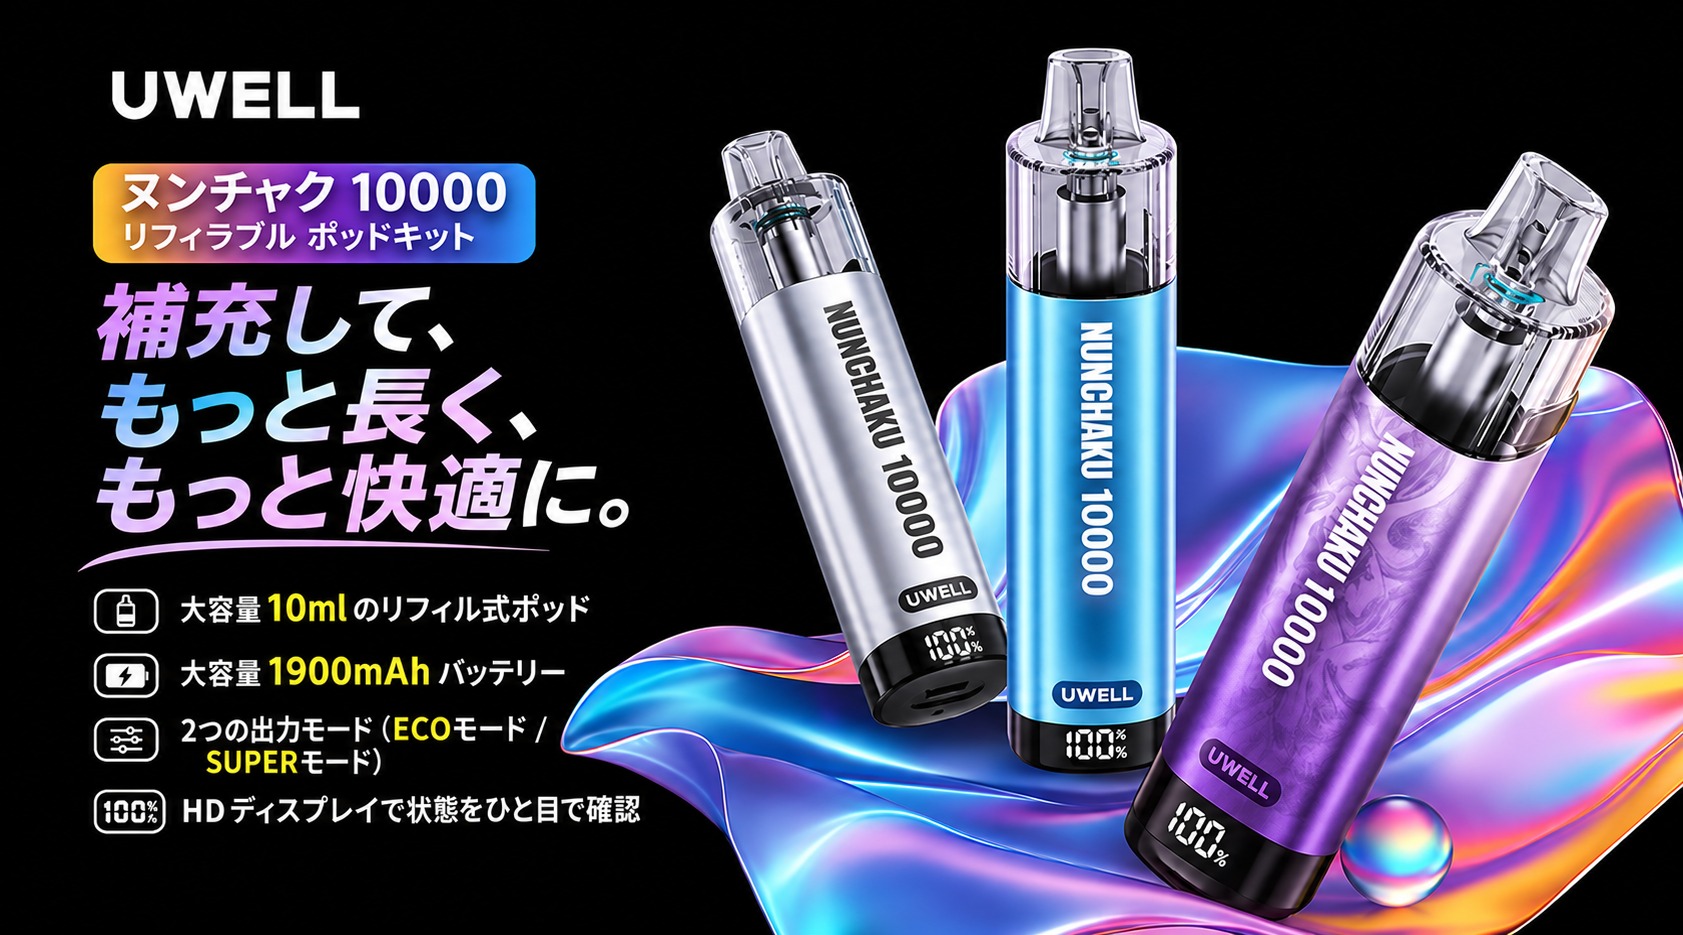 UWELL
ヌンチャク 10000
リフィラブル ポッドキット
補充して、
もっと長く、
もっと快適に。
大容量 10ml のリフィル式ポッド
大容量 1900mAh バッテリー
2つの出力モード（ECOモード /
SUPERモード）
100%
HD ディスプレイで状態をひと目で確認
NUNCHAKU 10000
UWELL
100%
NUNCHAKU 10000
UWELL
100%
NUNCHAKU 10000
UWELL
100%